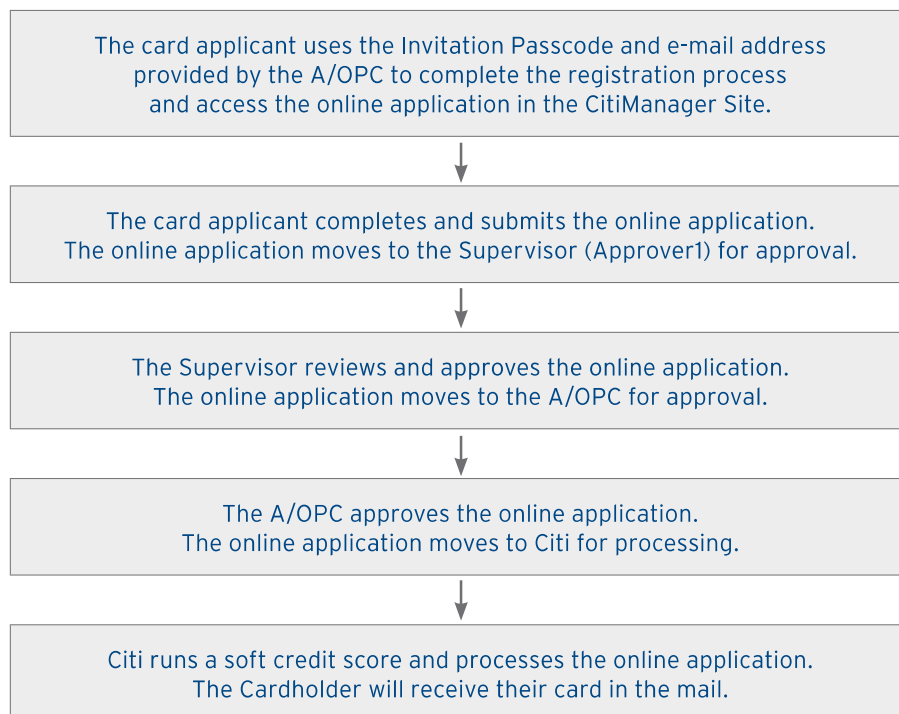 The card applicant uses the Invitation Passcode and e-mail address
provided by the A/OPC to complete the registration process
and access the online application in the CitiManager Site.
The card applicant completes and submits the online application.
The online application moves to the Supervisor (Approver1) for approval.
The Supervisor reviews and approves the online application.
The online application moves to the A/OPC for approval.
The A/OPC approves the online application.
The online application moves to Citi for processing.
Citi runs a soft credit score and processes the online application.
The Cardholder will receive their card in the mail.